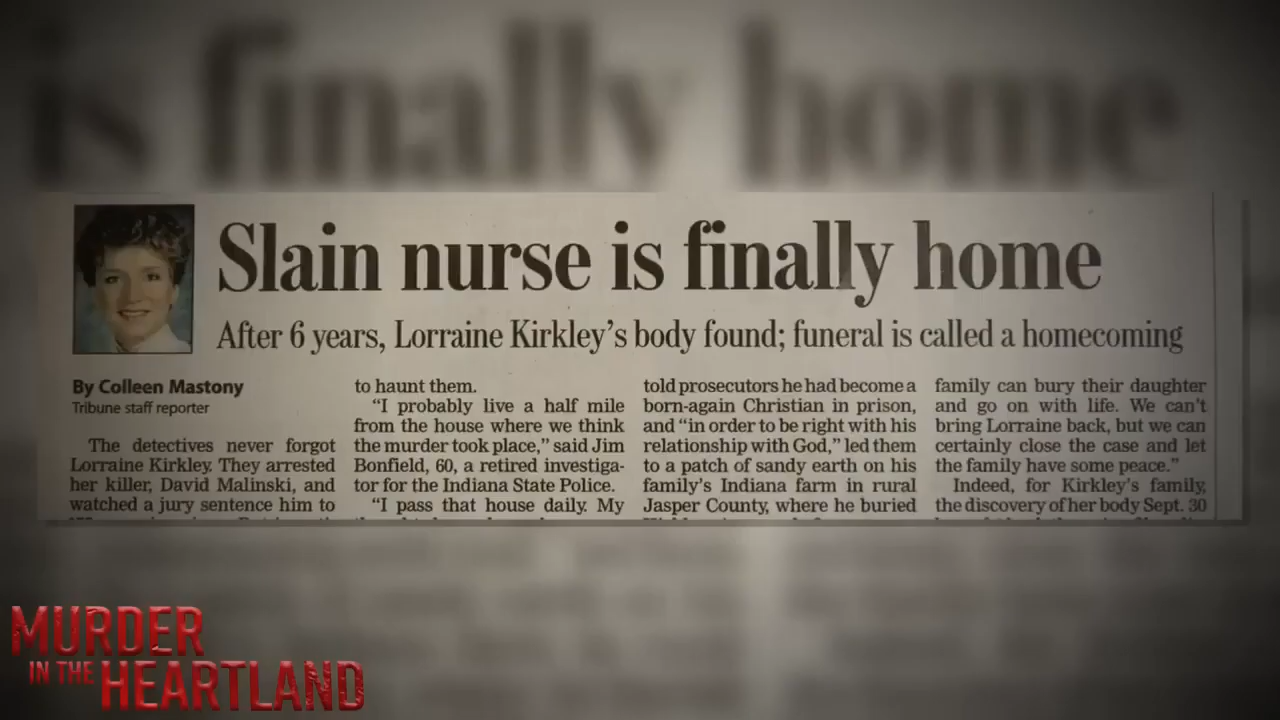 is finally home
Slain nurse is finally home
After 6 years, Lorraine Kirkley's body found; funeral is called a homecoming
By Colleen Mastony
Tribune staff reporter
The detectives never forgot
Lorraine Kirkley. They arrested
her killer, David Malinski, and
watched a jury sentence him to
to haunt them.
"I probably live a half mile
from the house where we think
the murder took place," said Jim
Bonfield, 60, a retired investiga-
tor for the Indiana State Police.
"I pass that house daily. My
told prosecutors he had become a
born-again Christian in prison,
and "in order to be right with his
relationship with God," led them
to a patch of sandy earth on his
family's Indiana farm in rural
Jasper County, where he buried
family can bury their daughter
and go on with life. We can't
bring Lorraine back, but we can
certainly close the case and let
the family have some peace."
Indeed, for Kirkley's family,
the discovery of her body Sept. 30
MURDER
IN THE
HEARTLAND